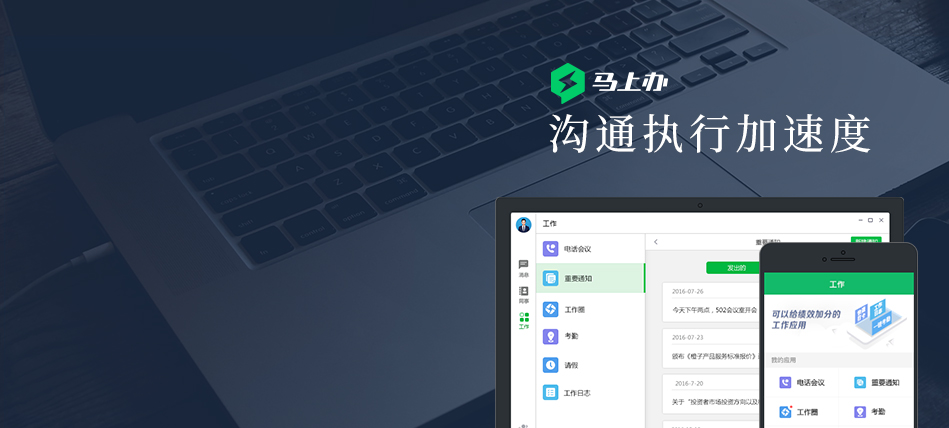 马上办
沟通执行加速度
工作
消息
同事
工作
电话会议
重要通知
工作圈
考勤
请假
工作日志
重要通知
发出的
2016-07-26
今天下午两点，502会议室开会
2016-07-23
颁布《橙子产品服务标准报价》
2016-7-20
关于“投资者市场投资方向以及
工作
可以给绩效加分的
工作应用
我的应用
电话会议
重要通知
工作圈
考勤